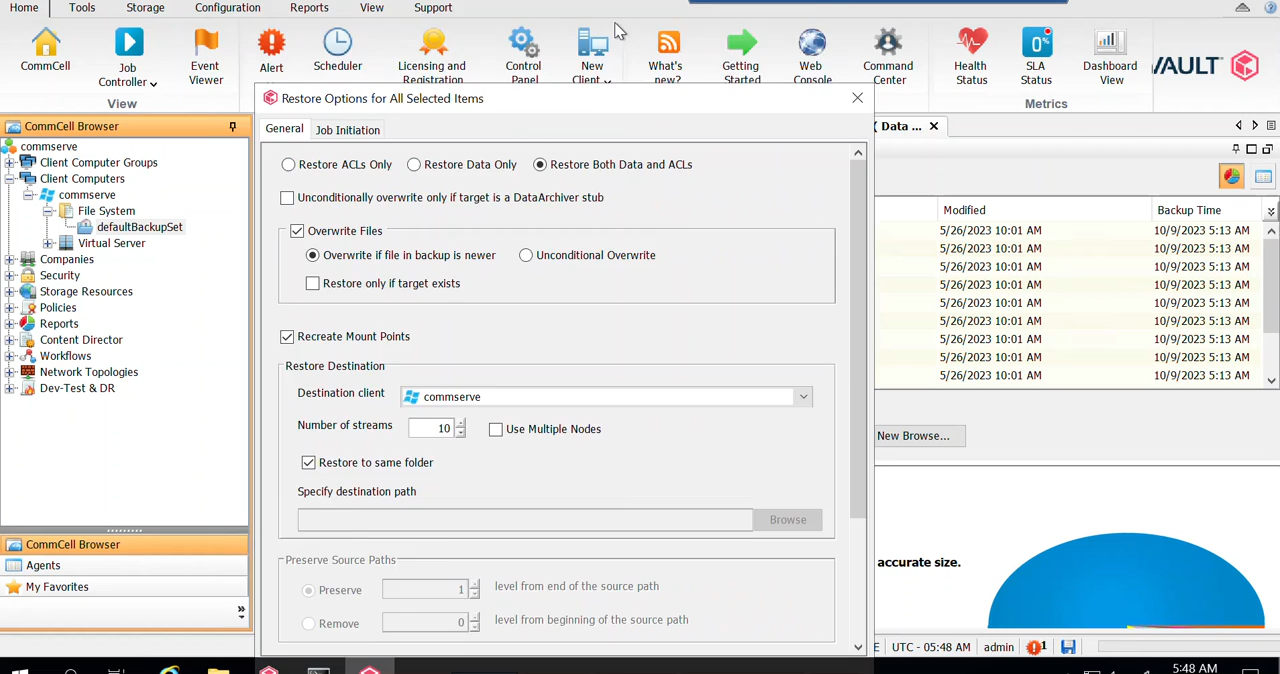 Home Tools Storage Configuration Reports View Support
CommCell
Job
Controller
Event
Viewer
View
Alert
Scheduler
Licensing and
Registration
Control
Panel
New
Client
What's
new?
Getting
Started
Web
Console
Command
Center
Health
Status
0%
SLA
Status
Dashboard
View
Metrics
VAULT
CommCell Browser
commserve
Client Computer Groups
Client Computers
commserve
File System
defaultBackupSet
Virtual Server
Companies
Security
Storage Resources
Policies
Reports
Content Director
Workflows
Network Topologies
Dev-Test & DR
CommCell Browser
Agents
My Favorites
Restore Options for All Selected Items
General Job Initiation
Restore ACLs Only Restore Data Only Restore Both Data and ACLs
Unconditionally overwrite only if target is a DataArchiver stub
Overwrite Files
Overwrite if file in backup is newer Unconditional Overwrite
Restore only if target exists
Recreate Mount Points
Restore Destination
Destination client commserve
Number of streams 10 Use Multiple Nodes
Restore to same folder
Specify destination path
Browse
Preserve Source Paths
Preserve 1 level from end of the source path
Remove 0 level from beginning of the source path
( Data ...
Modified Backup Time
5/26/2023 10:01 AM 10/9/2023 5:13 AM
5/26/2023 10:01 AM 10/9/2023 5:13 AM
5/26/2023 10:01 AM 10/9/2023 5:13 AM
5/26/2023 10:01 AM 10/9/2023 5:13 AM
5/26/2023 10:01 AM 10/9/2023 5:13 AM
5/26/2023 10:01 AM 10/9/2023 5:13 AM
5/26/2023 10:01 AM 10/9/2023 5:13 AM
5/26/2023 10:01 AM 10/9/2023 5:13 AM
5/26/2023 10:01 AM 10/9/2023 5:13 AM
New Browse...
accurate size.
E UTC - 05:48 AM admin 1
5:48 AM